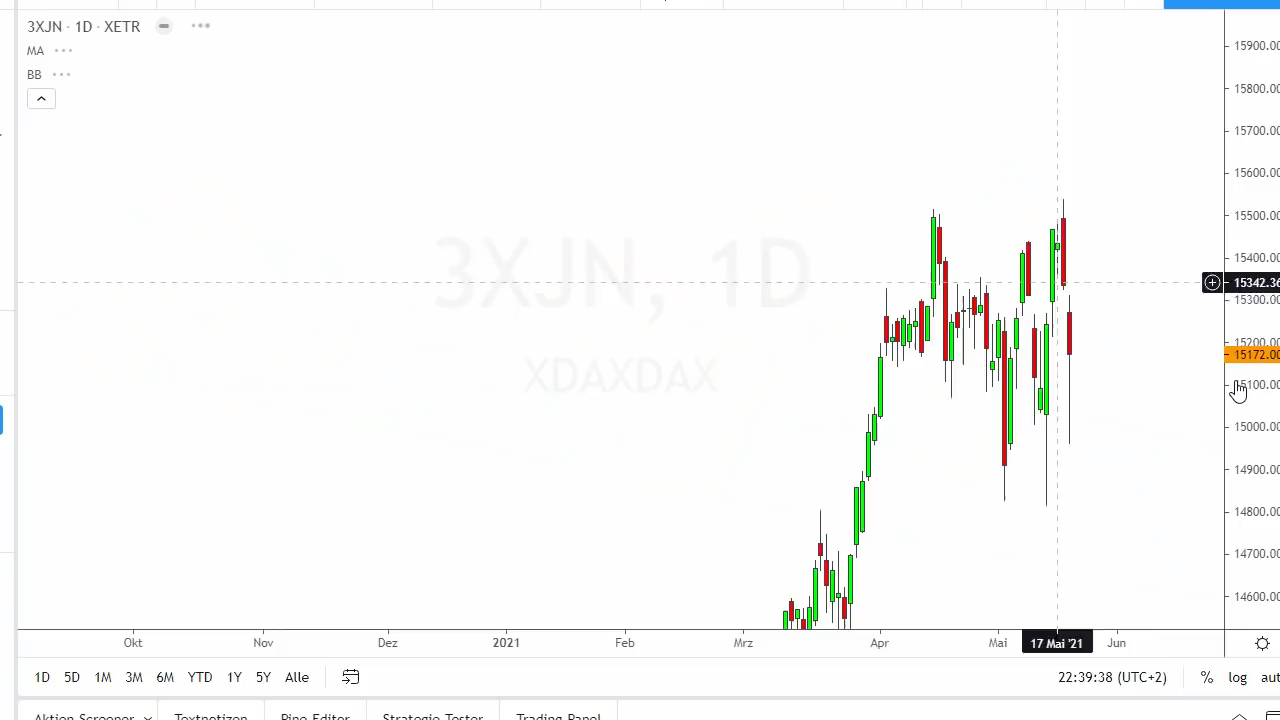 3XJN · 1D · XETR
MA
BB
3XJN, 1D
XDAXDAX
15900.00
15800.00
15700.00
15600.00
15500.00
15400.00
15342.36
15300.00
15200.00
15172.00
15100.00
15000.00
14900.00
14800.00
14700.00
14600.00
Okt Nov Dez 2021 Feb Mrz Apr Mai 17 Mai '21 Jun
1D 5D 1M 3M 6M YTD 1Y 5Y Alle 22:39:38 (UTC+2) % log aut
Aktien Screener Textnotizen Pine Editor Strategie Tester Trading Panel